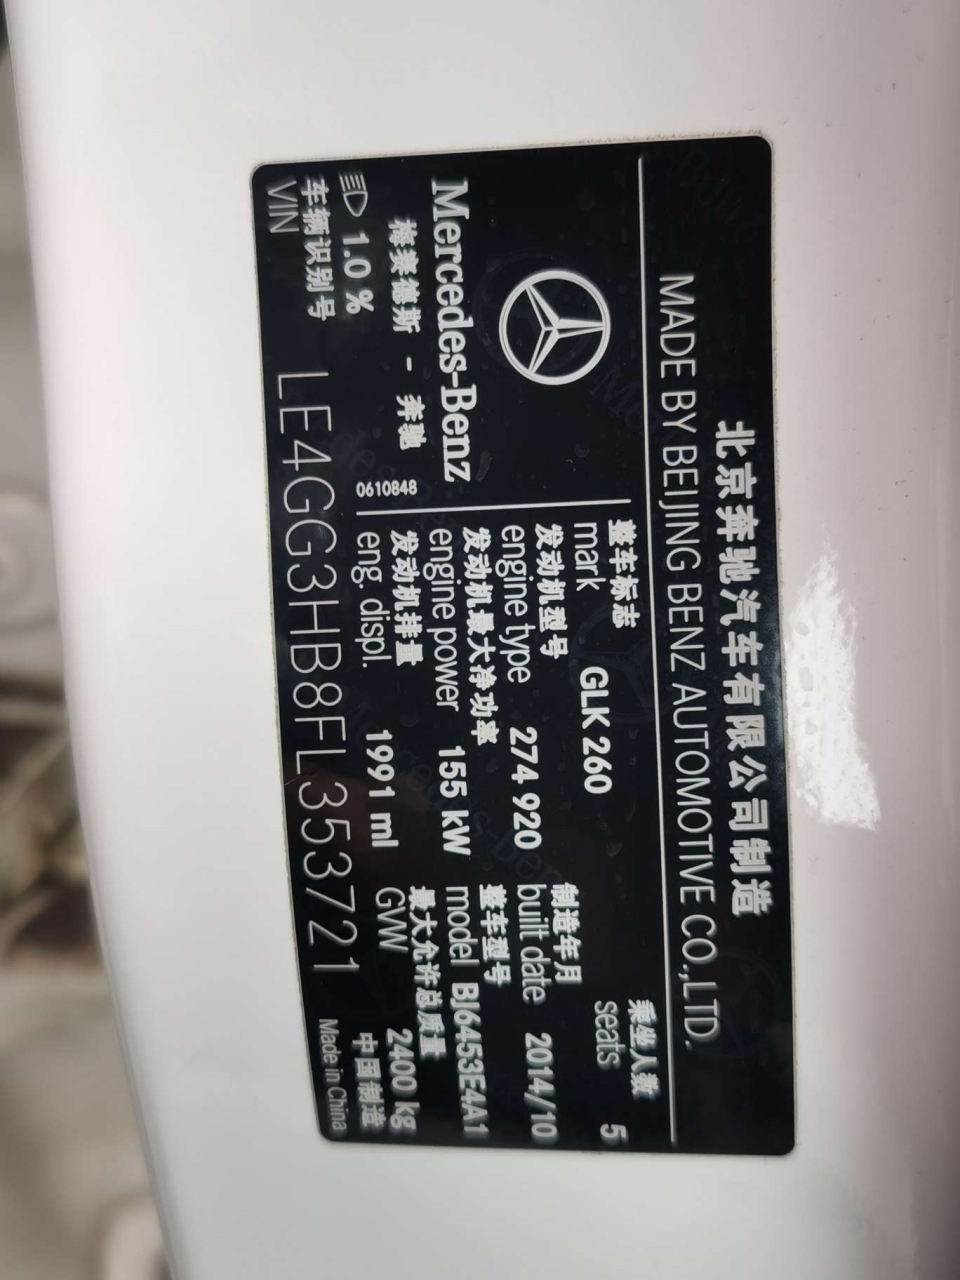 北京奔驰汽车有限公司制造
MADE BY BEIJING BENZ AUTOMOTIVE CO.,LTD.
Mercedes-Benz
梅赛德斯 - 奔驰
1.0 %
0610848
整车标志
mark GLK 260
发动机型号
engine type 274 920
发动机最大净功率
engine power 155 kW
发动机排量
eng. displ. 1991 ml
乘坐人数
seats 5
制造年月
built date 2014/10
整车型号
model BJ6453E4A1
最大允许总质量
GVW 2400 kg
车辆识别号
VIN LE4GG3HB8FL353721
中国制造
Made in China